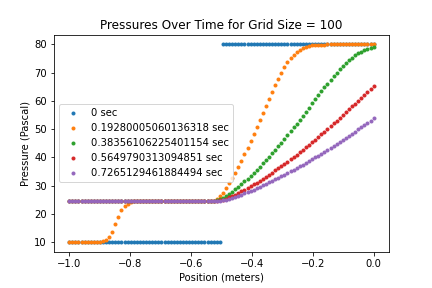 Pressures Over Time for Grid Size = 100
Pressure (Pascal)
80
70
60
50
40
30
20
10
0 sec
0.19280005060136318 sec
0.38356106225401154 sec
0.5649790313094851 sec
0.7265129461884494 sec
−1.0 −0.8 −0.6 −0.4 −0.2 0.0
Position (meters)